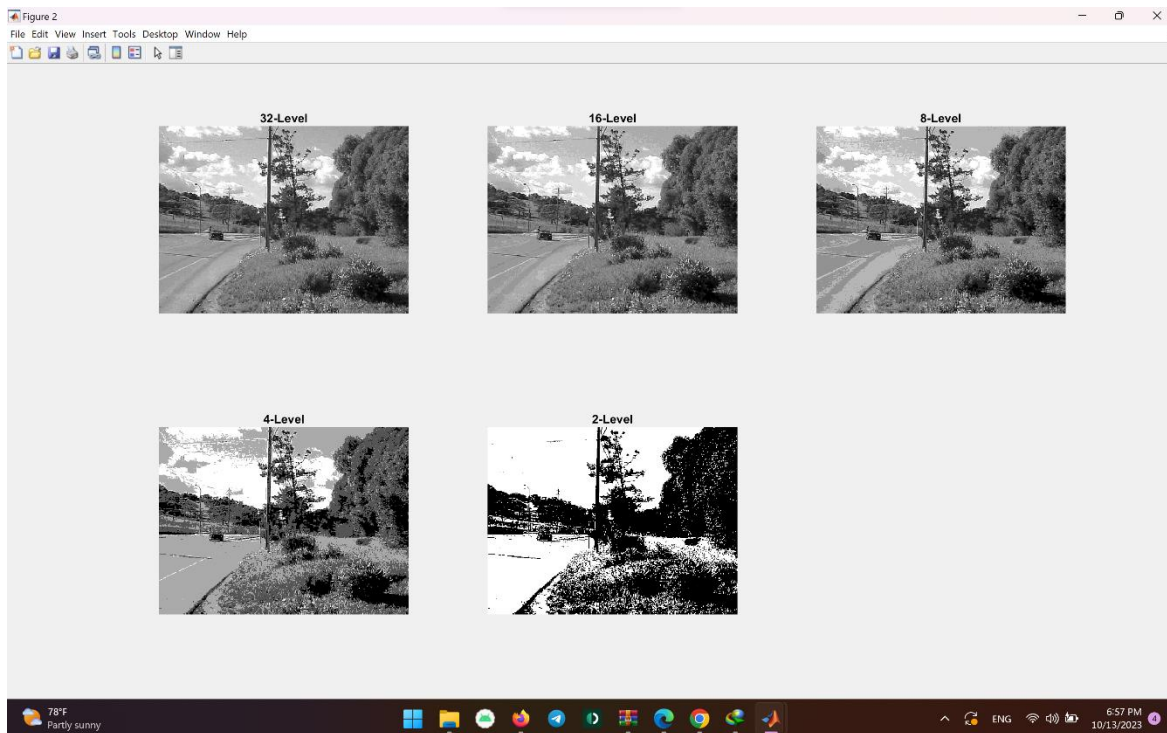 Figure 2
File Edit View Insert Tools Desktop Window Help
32-Level
16-Level
8-Level
4-Level
2-Level
78°F
Partly sunny
ENG
6:57 PM
10/13/2023
4